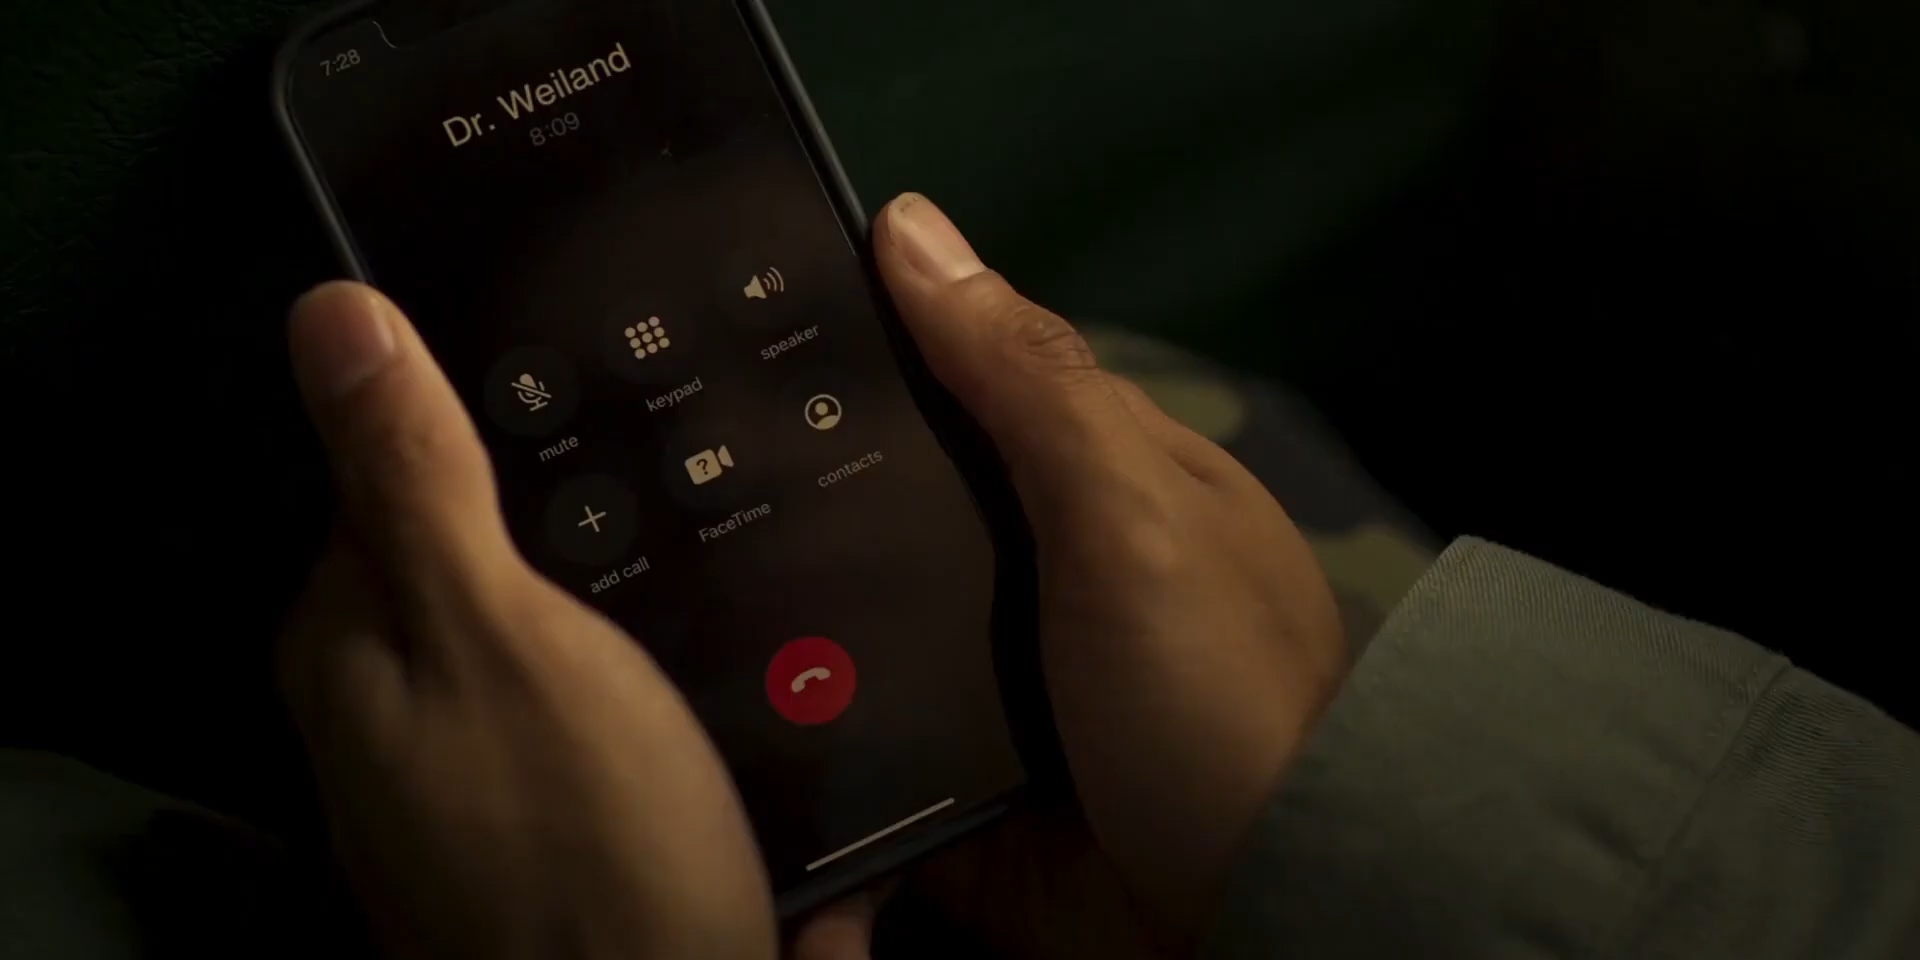 7:28
Dr. Weiland
8:09
mute
keypad
speaker
add call
?
FaceTime
contacts